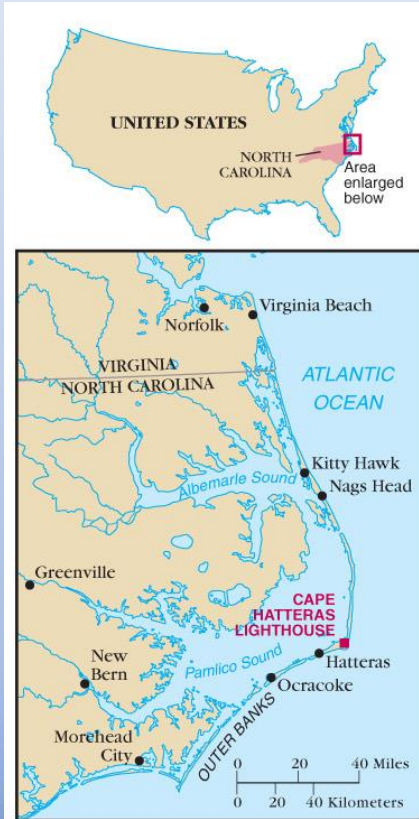 UNITED STATES
NORTH
CAROLINA
Area
enlarged
below
Virginia Beach
Norfolk
VIRGINIA
NORTH CAROLINA
ATLANTIC
OCEAN
Kitty Hawk
Albemarle Sound
Nags Head
Greenville
CAPE
HATTERAS
LIGHTHOUSE
New
Bern
Pamlico Sound
Hatteras
Ocracoke
OUTER BANKS
Morehead
City
0 20 40 Miles
0 20 40 Kilometers